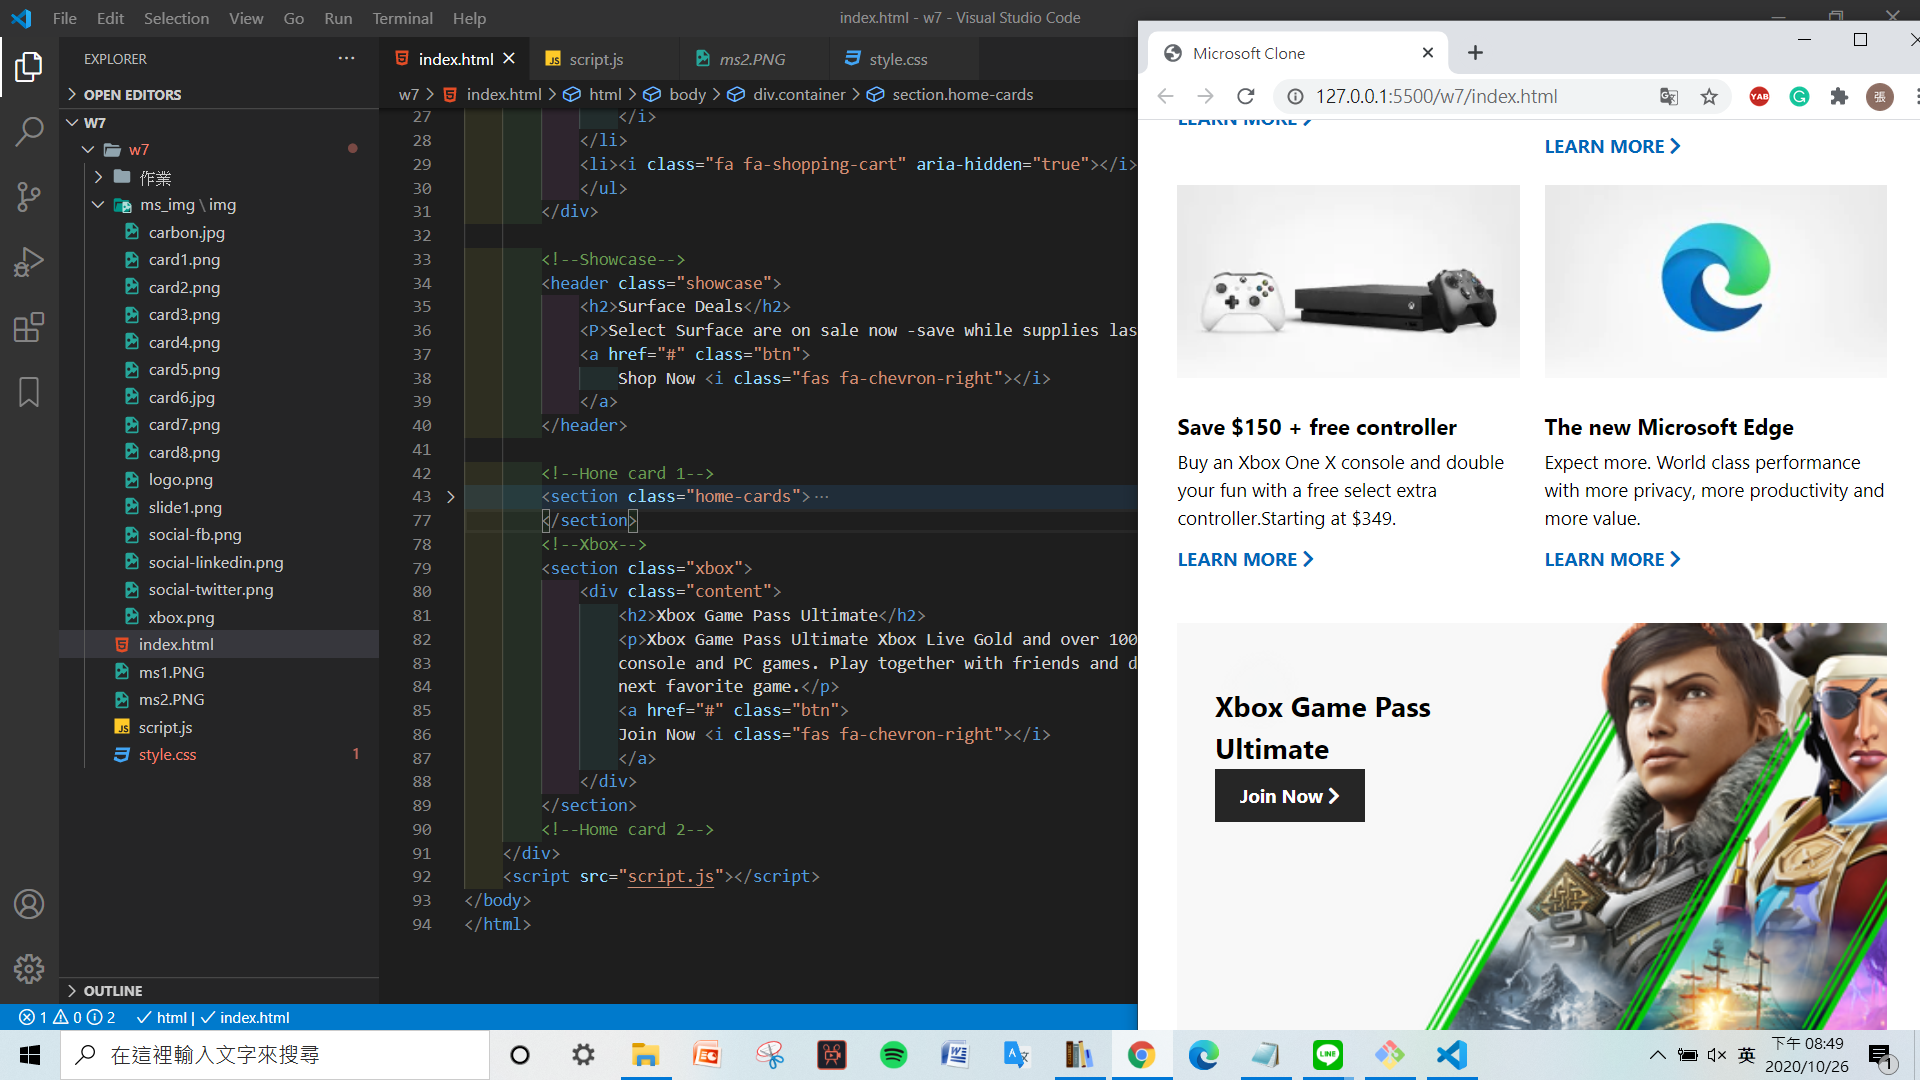 File Edit Selection View Go Run Terminal Help
index.html - w7 - Visual Studio Code
EXPLORER
OPEN EDITORS
W7
w7
作業
ms_img \ img
carbon.jpg
card1.png
card2.png
card3.png
card4.png
card5.png
card6.jpg
card7.png
card8.png
logo.png
slide1.png
social-fb.png
social-linkedin.png
social-twitter.png
xbox.png
index.html
ms1.PNG
ms2.PNG
script.js
style.css 1
OUTLINE
index.html script.js ms2.PNG style.css
w7 > index.html > html > body > div.container > section.home-cards
27 </i>
28 </li>
29 <li><i class="fa fa-shopping-cart" aria-hidden="true"></i>
30 </ul>
31 </div>
32
33 <!--Showcase-->
34 <header class="showcase">
35 <h2>Surface Deals</h2>
36 <P>Select Surface are on sale now -save while supplies las
37 <a href="#" class="btn">
38 Shop Now <i class="fas fa-chevron-right"></i>
39 </a>
40 </header>
41
42 <!--Hone card 1-->
43 <section class="home-cards"> ...
77 </section>
78 <!--Xbox-->
79 <section class="xbox">
80 <div class="content">
81 <h2>Xbox Game Pass Ultimate</h2>
82 <p>Xbox Game Pass Ultimate Xbox Live Gold and over 100
83 console and PC games. Play together with friends and d
84 next favorite game.</p>
85 <a href="#" class="btn">
86 Join Now <i class="fas fa-chevron-right"></i>
87 </a>
88 </div>
89 </section>
90 <!--Home card 2-->
91 </div>
92 <script src="script.js"></script>
93 </body>
94 </html>
1 0 2 html | index.html
Microsoft Clone
127.0.0.1:5500/w7/index.html
YAB
張
LEARN MORE
LEARN MORE
Save $150 + free controller
Buy an Xbox One X console and double
your fun with a free select extra
controller.Starting at $349.
LEARN MORE
The new Microsoft Edge
Expect more. World class performance
with more privacy, more productivity and
more value.
LEARN MORE
Xbox Game Pass
Ultimate
Join Now
在這裡輸入文字來搜尋
LINE
英
下午 08:49
2020/10/26
1